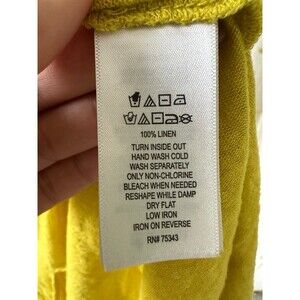 100% LINEN
TURN INSIDE OUT
HAND WASH COLD
WASH SEPARATELY
ONLY NON-CHLORINE
BLEACH WHEN NEEDED
RESHAPE WHILE DAMP
DRY FLAT
LOW IRON
IRON ON REVERSE
RN# 75343